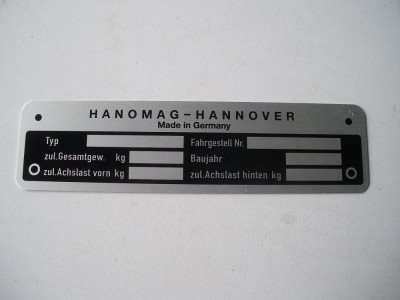 HANOMAG-HANNOVER
Made in Germany
Typ Fahrgestell Nr.
zul.Gesamtgew. kg Baujahr
zul.Achslast vorn kg zul.Achslast hinten kg